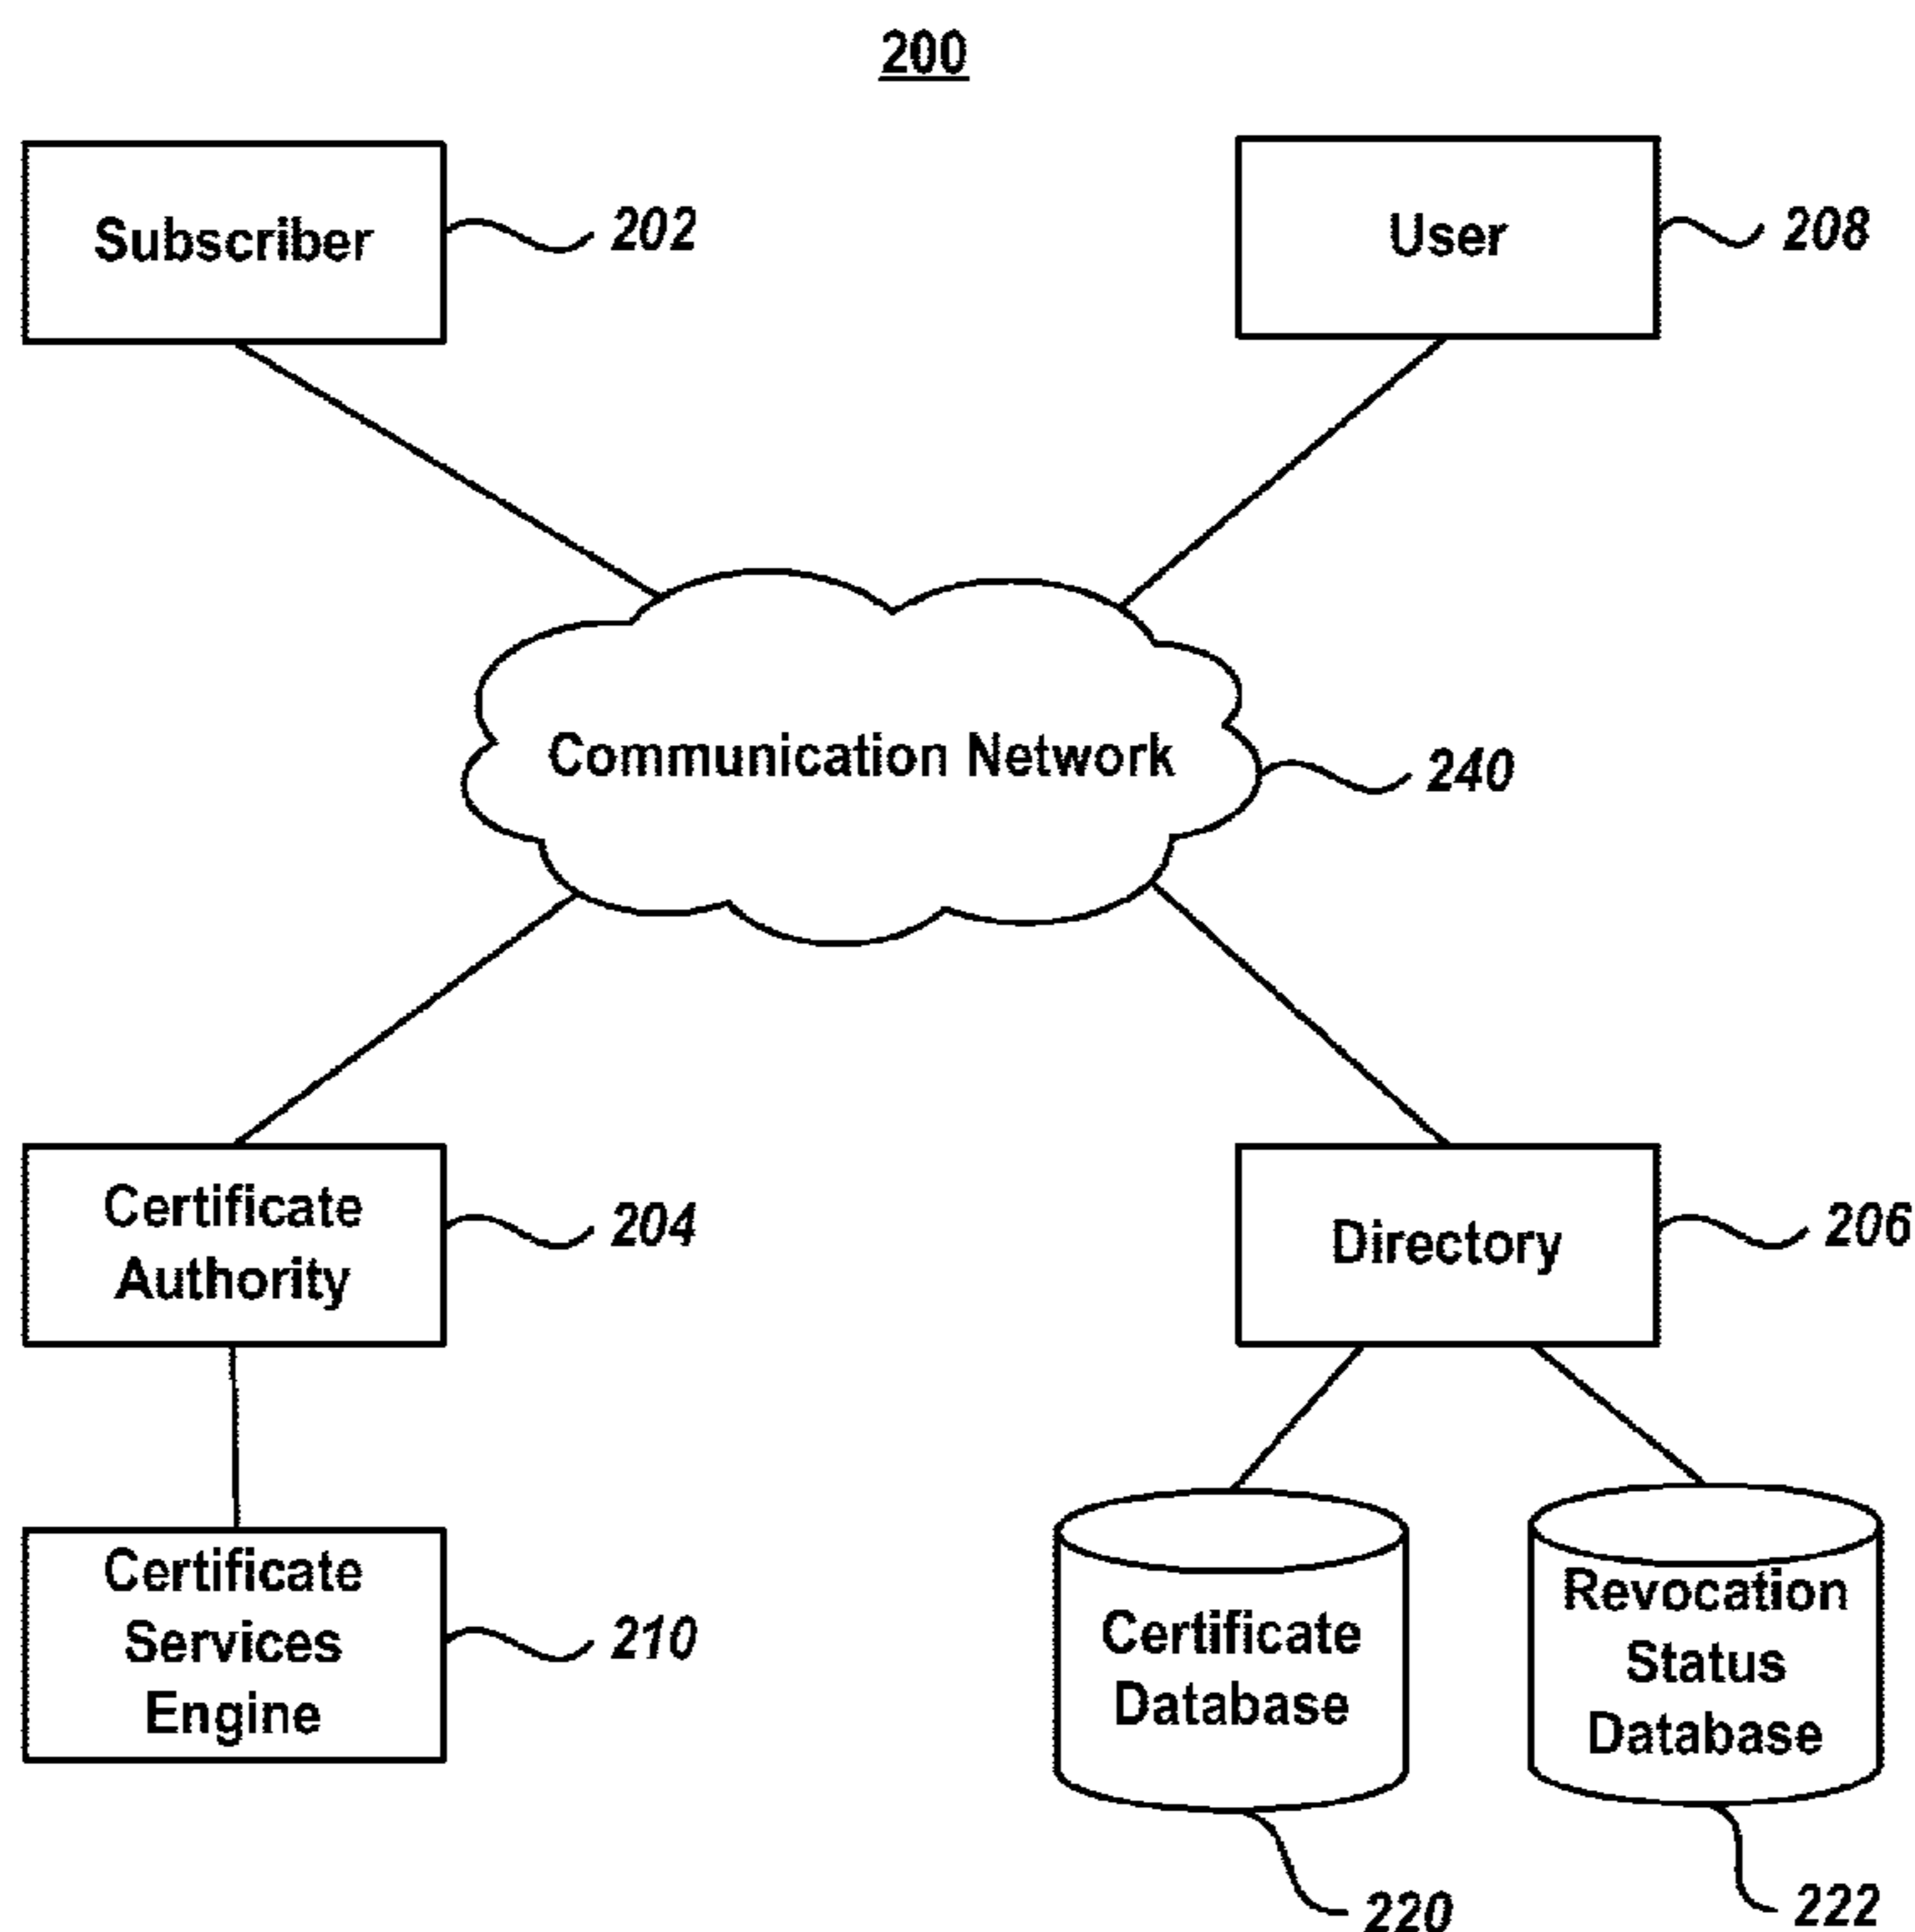 200
Subscriber
202
User
208
Communication Network
240
Certificate
Authority
204
Directory
206
Certificate
Services
Engine
210
Certificate
Database
220
Revocation
Status
Database
222